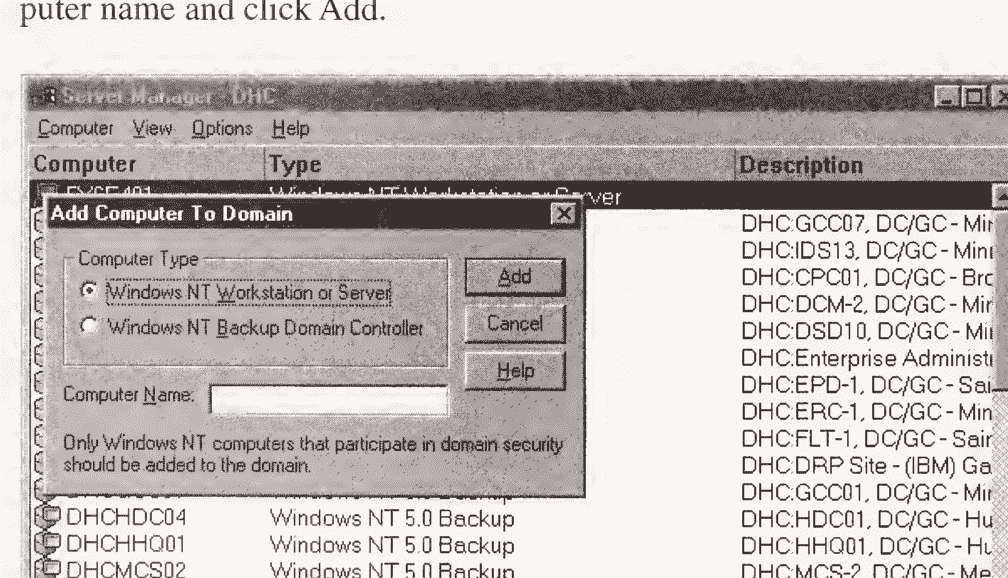 puter name and click Add.
Server Manager - DHC
Computer View Options Help
Computer Type Description
Windows NT Workstation or Server
Add Computer To Domain
Computer Type
Windows NT Workstation or Server
Windows NT Backup Domain Controller
Add
Cancel
Help
Computer Name:
Only Windows NT computers that participate in domain security
should be added to the domain.
DHC:GCC07, DC/GC - Min
DHC:IDS13, DC/GC - Minn
DHC:CPC01, DC/GC - Bro
DHC:DCM-2, DC/GC - Min
DHC:DSD10, DC/GC - Min
DHC:Enterprise Administ
DHC:EPD-1, DC/GC - Sai
DHC:ERC-1, DC/GC - Min
DHC:FLT-1, DC/GC - Sain
DHC:DRP Site - (IBM) Ga
DHC:GCC01, DC/GC - Min
DHCHDC04 Windows NT 5.0 Backup DHC:HDC01, DC/GC - Hu
DHCHHQ01 Windows NT 5.0 Backup DHC:HHQ01, DC/GC - Hu
DHCMCS02 Windows NT 5.0 Backup DHC:MCS-2, DC/GC - Me